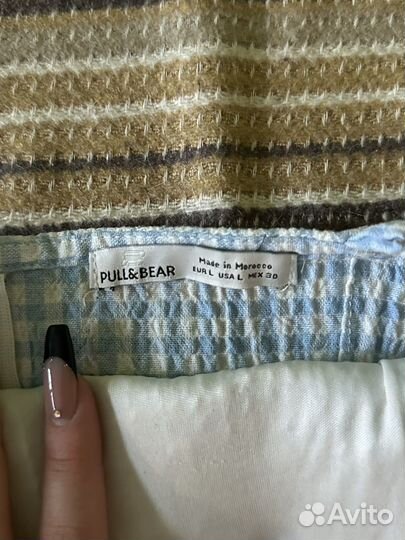 PULL&BEAR
Made in Morocco
EUR L USA L MEX 30
Avito